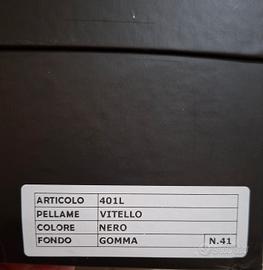 ARTICOLO 401L
PELLAME VITELLO
COLORE NERO
FONDO GOMMA N.41